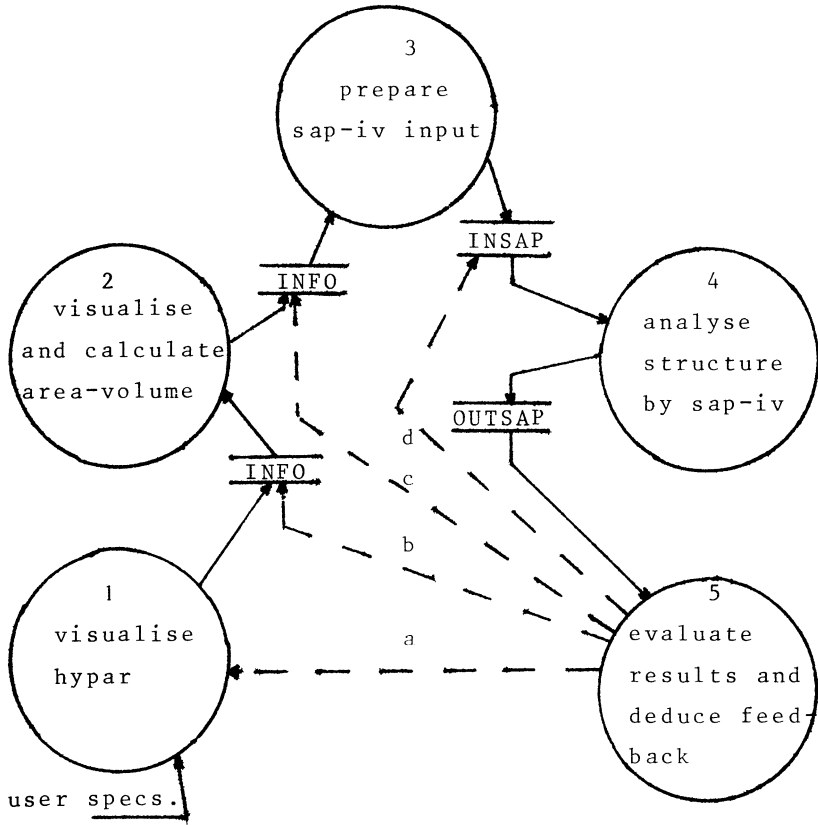 3
prepare
sap-iv input
INSAP
INFO
2
visualise
and calculate
area-volume
4
analyse
structure
by sap-iv
OUTSAP
d
c
INFO
b
1
visualise
hypar
a
5
evaluate
results and
deduce feed-
back
user specs.